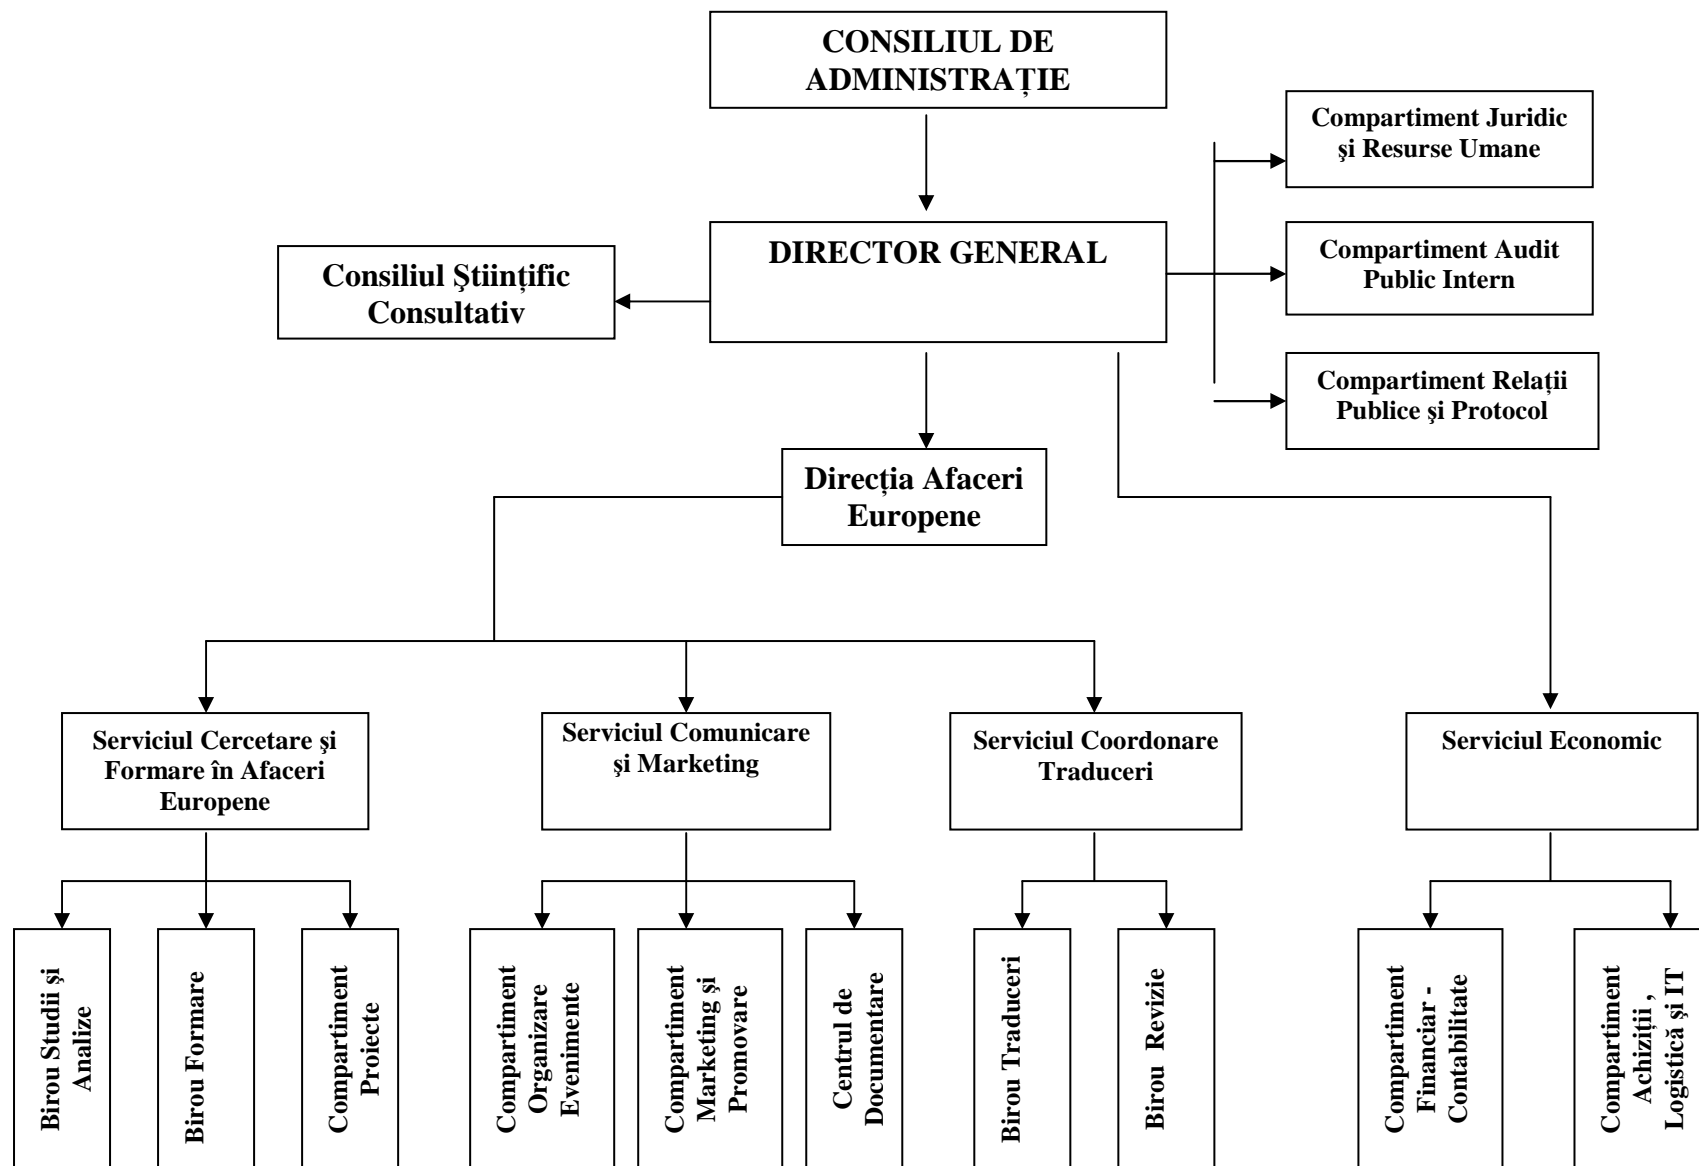 CONSILIUL DE
ADMINISTRAȚIE
Compartiment Juridic
şi Resurse Umane
DIRECTOR GENERAL
Consiliul Ştiințific
Consultativ
Compartiment Audit
Public Intern
Compartiment Relații
Publice şi Protocol
Direcția Afaceri
Europene
Serviciul Cercetare şi
Formare în Afaceri
Europene
Serviciul Comunicare
şi Marketing
Serviciul Coordonare
Traduceri
Serviciul Economic
Birou Studii şi
Analize
Birou Formare
Compartiment
Proiecte
Compartiment
Organizare
Evenimente
Compartiment
Marketing şi
Promovare
Centrul de
Documentare
Birou Traduceri
Birou  Revizie
Compartiment
Financiar -
Contabilitate
Compartiment
Achiziții ,
Logistică şi IT